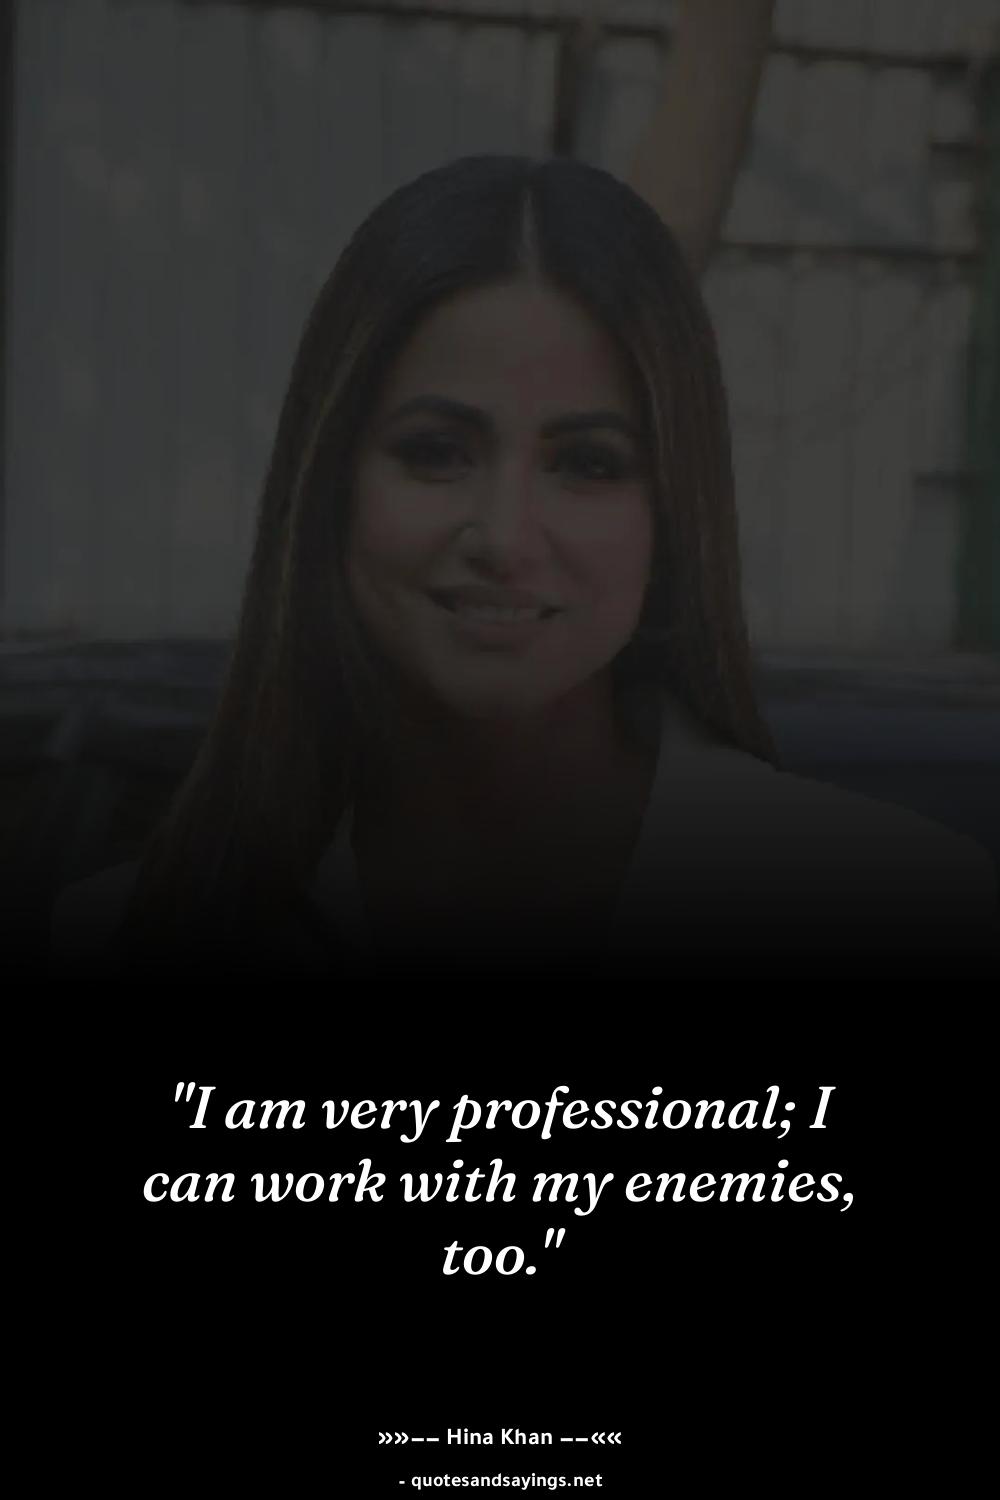 "I am very professional; I
can work with my enemies,
too."
»»−− Hina Khan −−««
- quotesandsayings.net